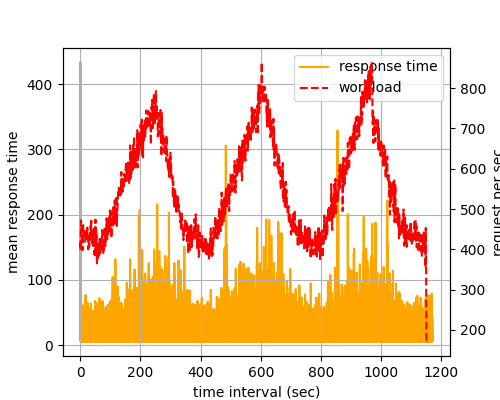 response time
workload
mean response time
400
300
200
100
0
800
700
600
500
400
300
200
request per sec
0 200 400 600 800 1000 1200
time interval (sec)